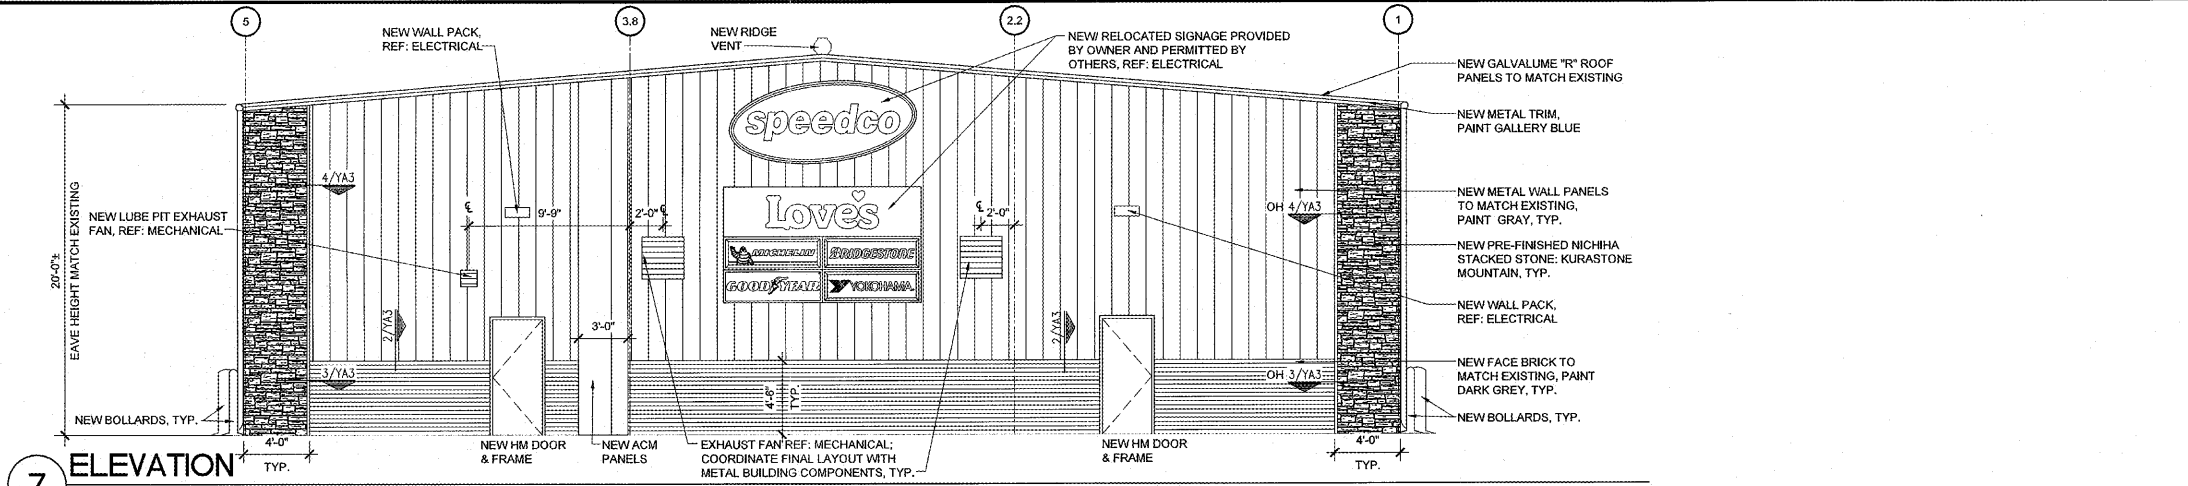 5
3.8
2.2
1
NEW WALL PACK,
REF: ELECTRICAL
NEW RIDGE
VENT
NEW/ RELOCATED SIGNAGE PROVIDED
BY OWNER AND PERMITTED BY
OTHERS, REF: ELECTRICAL
NEW GALVALUME "R" ROOF
PANELS TO MATCH EXISTING
NEW METAL TRIM,
PAINT GALLERY BLUE
speedco
4/YA3
20'-0"±
EAVE HEIGHT MATCH EXISTING
NEW LUBE PIT EXHAUST
FAN, REF: MECHANICAL
℄
9'-9"
2'-0"
℄
Love's
MICHELIN
BRIDGESTONE
GOODYEAR
YOKOHAMA
℄
2'-0"
OH 4/YA3
NEW METAL WALL PANELS
TO MATCH EXISTING,
PAINT GRAY, TYP.
NEW PRE-FINISHED NICHIHA
STACKED STONE: KURASTONE
MOUNTAIN, TYP.
NEW WALL PACK,
REF: ELECTRICAL
2/YA3
3'-0"
2/YA3
3/YA3
4'-6"
TYP.
OH 3/YA3
NEW FACE BRICK TO
MATCH EXISTING, PAINT
DARK GREY, TYP.
NEW BOLLARDS, TYP.
NEW BOLLARDS, TYP.
4'-0"
TYP.
NEW HM DOOR
& FRAME
NEW ACM
PANELS
EXHAUST FAN REF: MECHANICAL;
COORDINATE FINAL LAYOUT WITH
METAL BUILDING COMPONENTS, TYP.
NEW HM DOOR
& FRAME
4'-0"
TYP.
7
ELEVATION